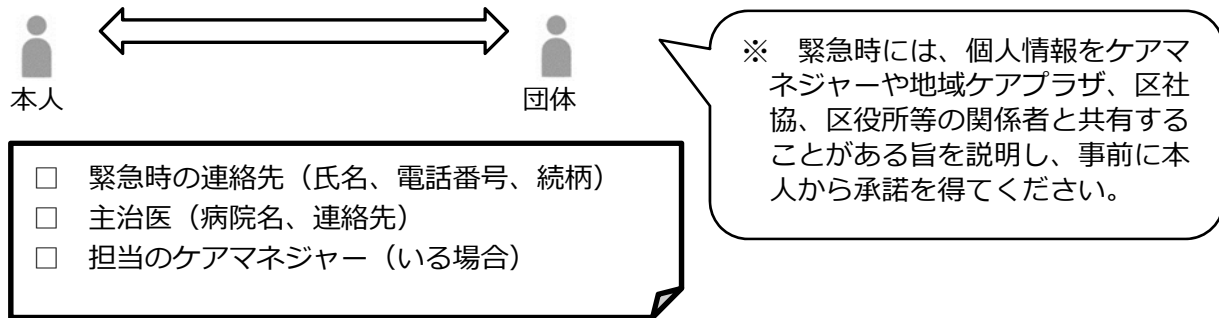 本人
団体
※ 緊急時には、個人情報をケアマ
ネジャーや地域ケアプラザ、区社
協、区役所等の関係者と共有する
ことがある旨を説明し、事前に本
人から承諾を得てください。
□ 緊急時の連絡先（氏名、電話番号、続柄）
□ 主治医（病院名、連絡先）
□ 担当のケアマネジャー（いる場合）